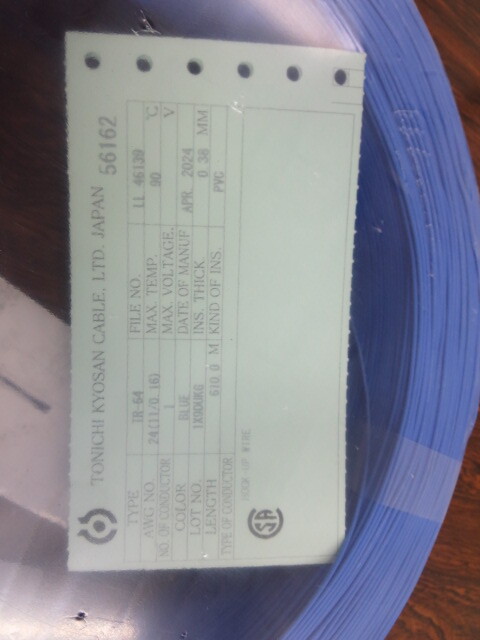 TONICHI KYOSAN CABLE, LTD. JAPAN 56162
TYPE IR-64 FILE NO. LL 46139
AWG NO. 24(11/0.16) MAX. TEMP. 90 °C
NO. OF CONDUCTOR 1 MAX. VOLTAGE. V
COLOR BLUE DATE OF MANUF APR. 2024
LOT NO. INS. THICK 0.38 MM
LENGTH 610.0 M KIND OF INS. PVC
TYPE OF CONDUCTOR
HOOK-UP WIRE